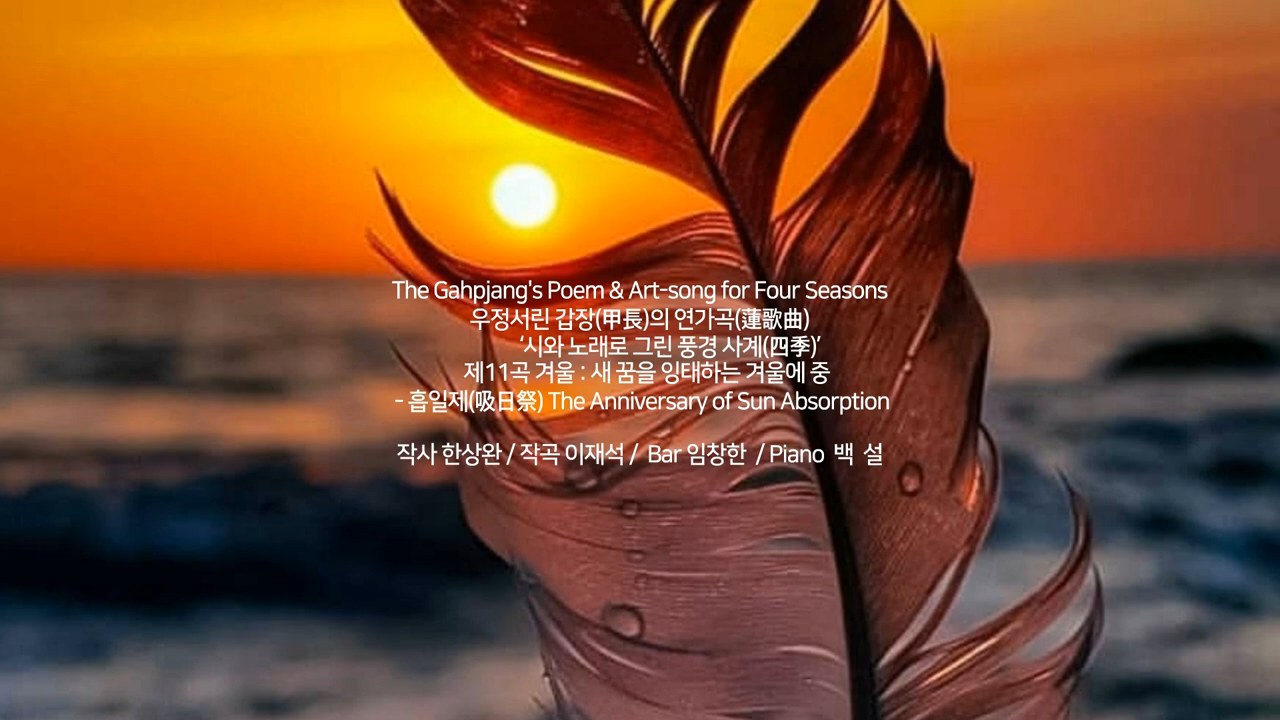 The Gahpjang's Poem & Art-song for Four Seasons
우정서린 갑장(甲長)의 연가곡(蓮歌曲)
‘시와 노래로 그린 풍경 사계(四季)’
제11곡 겨울 : 새 꿈을 잉태하는 겨울에 중
- 흡일제(吸日祭) The Anniversary of Sun Absorption
작사 한상완 / 작곡 이재석 / Bar 임창한 / Piano 백 설